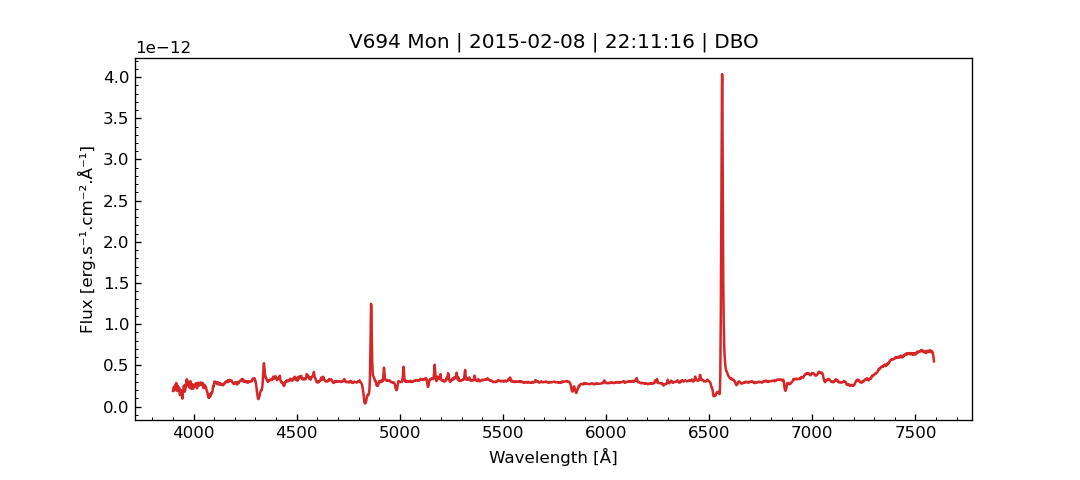 V694 Mon | 2015-02-08 | 22:11:16 | DBO
1e−12
4.0
3.5
3.0
2.5
2.0
1.5
1.0
0.5
0.0
Flux [erg.s⁻¹.cm⁻².Å⁻¹]
4000 4500 5000 5500 6000 6500 7000 7500
Wavelength [Å]